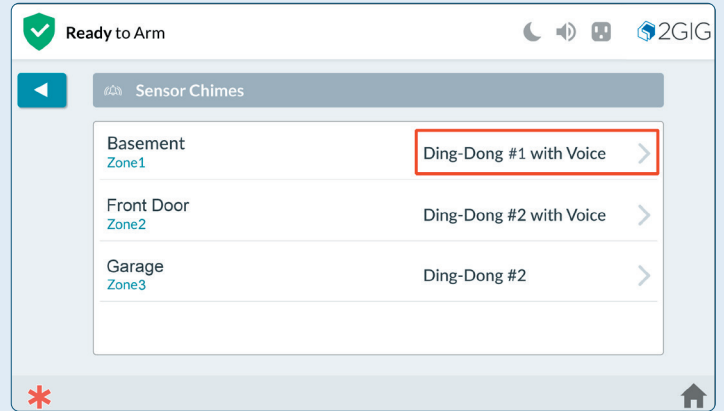 Ready to Arm
2GIG
Sensor Chimes
Basement
Ding-Dong #1 with Voice
Zone1
Front Door
Ding-Dong #2 with Voice
Zone2
Garage
Ding-Dong #2
Zone3